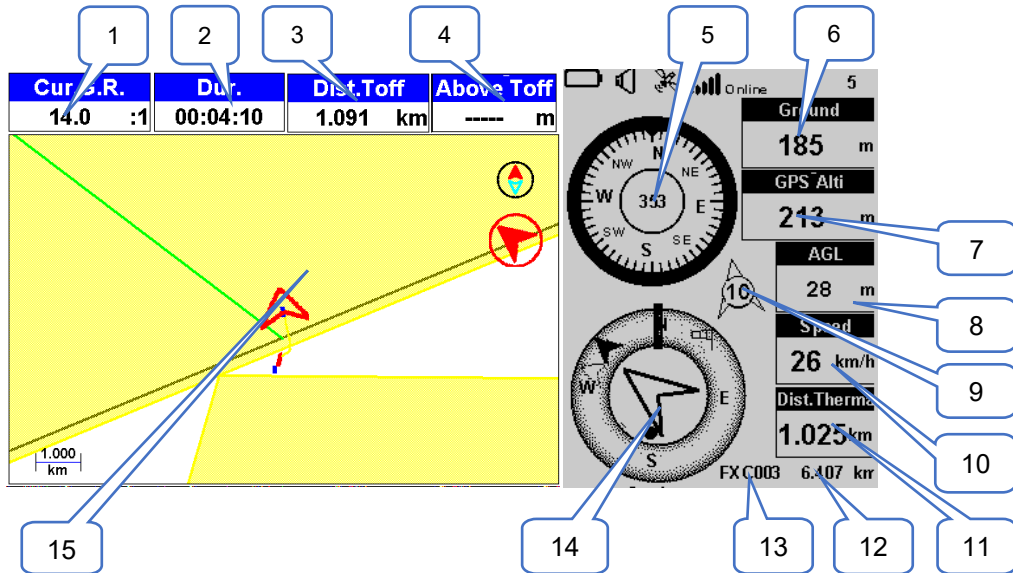 1 2 3 4 5 6
Cur.G.R. Dur. Dist.Toff Above Toff
14.0 :1 00:04:10 1.091 km ----- m
Online 5
Ground
185 m
GPS Alti
213 m
AGL
28 m
Speed
26 km/h
Dist.Therma
1.025 km
N
NE
E
SE
S
SW
W
NW
353
10
N
E
S
W
FX C003 6.407 km
1.000
km
7
8
9
10
11
15 14 13 12